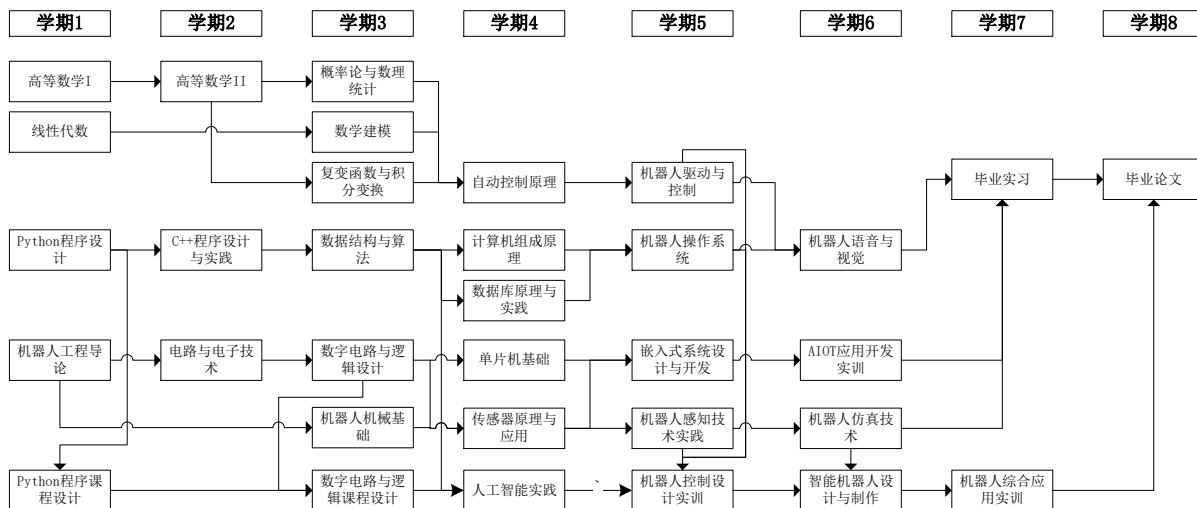 学期1
学期2
学期3
学期4
学期5
学期6
学期7
学期8
高等数学I
高等数学II
概率论与数理
统计
线性代数
数学建模
复变函数与积
分变换
自动控制原理
机器人驱动与
控制
毕业实习
毕业论文
Python程序设
计
C++程序设计
与实践
数据结构与算
法
计算机组成原
理
机器人操作系
统
机器人语音与
视觉
数据库原理与
实践
机器人工程导
论
电路与电子技
术
数字电路与逻
辑设计
单片机基础
嵌入式系统设
计与开发
AIOT应用开发
实训
机器人机械基
础
传感器原理与
应用
机器人感知技
术实践
机器人仿真技
术
Python程序课
程设计
数字电路与逻
辑课程设计
人工智能实践
、
机器人控制设
计实训
智能机器人设
计与制作
机器人综合应
用实训